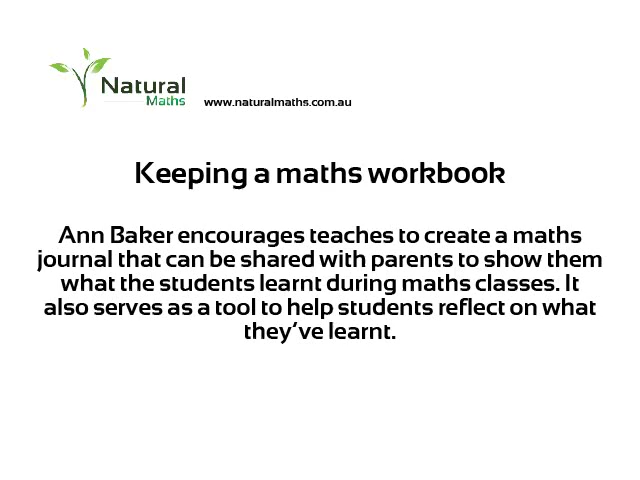 Natural
Maths
www.naturalmaths.com.au
Keeping a maths workbook
Ann Baker encourages teaches to create a maths
journal that can be shared with parents to show them
what the students learnt during maths classes. It
also serves as a tool to help students reflect on what
they've learnt.